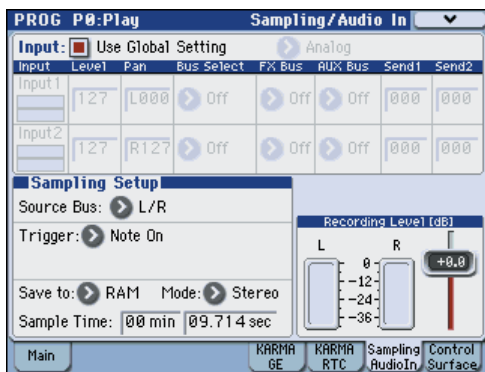 PROG P0:Play Sampling/Audio In
Input: Use Global Setting Analog
Input Level Pan Bus Select FX Bus AUX Bus Send1 Send2
Input1 127 L000 Off Off Off 000 000
Input2 127 R127 Off Off Off 000 000
Sampling Setup
Source Bus: L/R
Trigger: Note On
Save to: RAM Mode: Stereo
Sample Time: 00 min 09.714 sec
Recording Level [dB]
L R
0
+0.0
-12
-24
-36
Main
KARMA GE
KARMA RTC
Sampling AudioIn
Control Surface